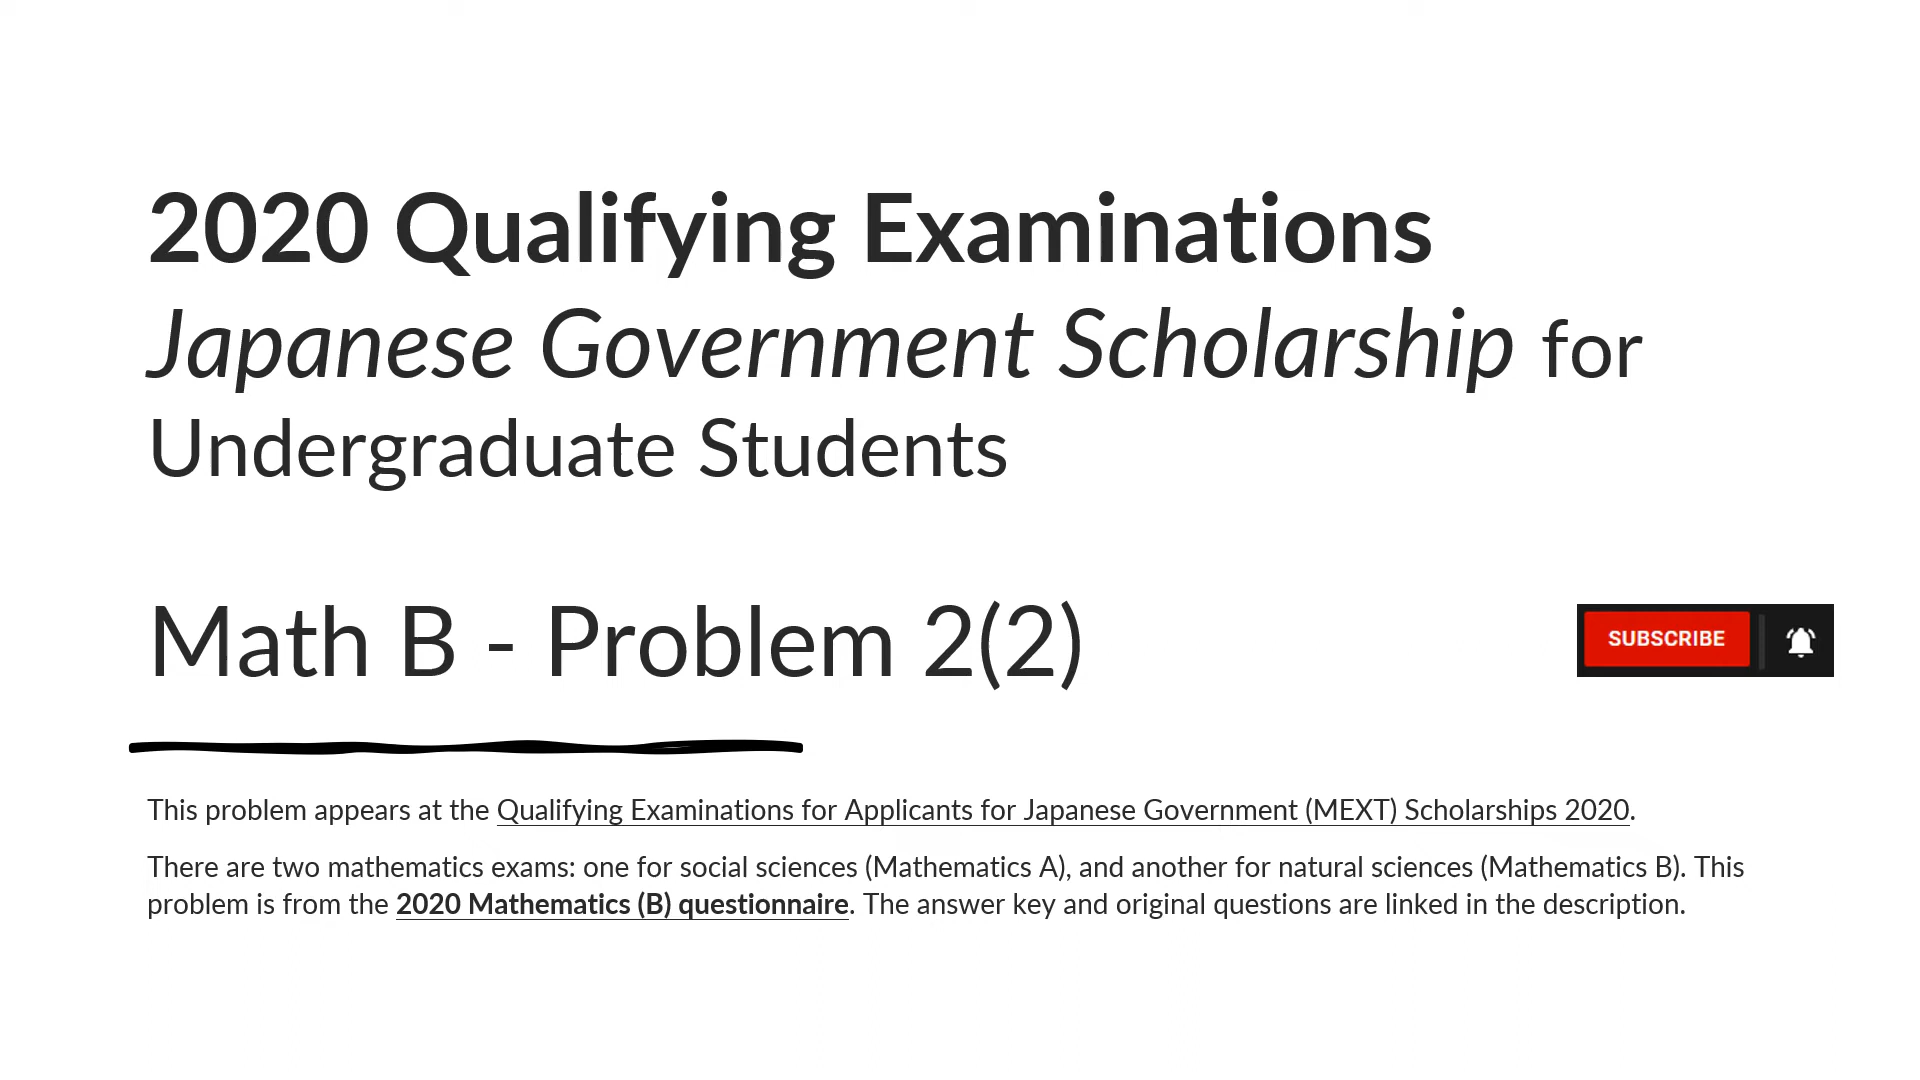 2020 Qualifying Examinations
Japanese Government Scholarship for
Undergraduate Students
Math B - Problem 2(2)
SUBSCRIBE
This problem appears at the Qualifying Examinations for Applicants for Japanese Government (MEXT) Scholarships 2020.
There are two mathematics exams: one for social sciences (Mathematics A), and another for natural sciences (Mathematics B). This
problem is from the 2020 Mathematics (B) questionnaire. The answer key and original questions are linked in the description.